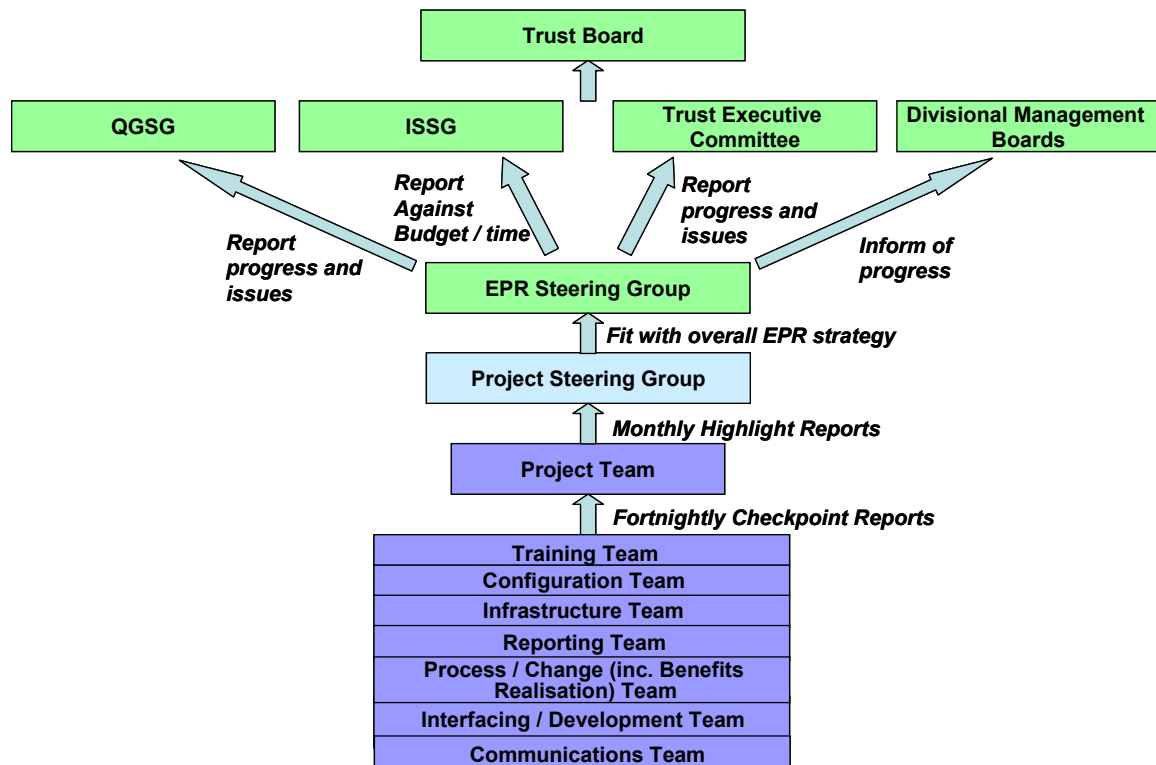 Trust Board
QGSG
ISSG
Trust Executive
Committee
Divisional Management
Boards
Report
Against
Budget / time
Report
progress and
issues
Report
progress and
issues
Inform of
progress
EPR Steering Group
Fit with overall EPR strategy
Project Steering Group
Monthly Highlight Reports
Project Team
Fortnightly Checkpoint Reports
Training Team
Configuration Team
Infrastructure Team
Reporting Team
Process / Change (inc. Benefits
Realisation) Team
Interfacing / Development Team
Communications Team